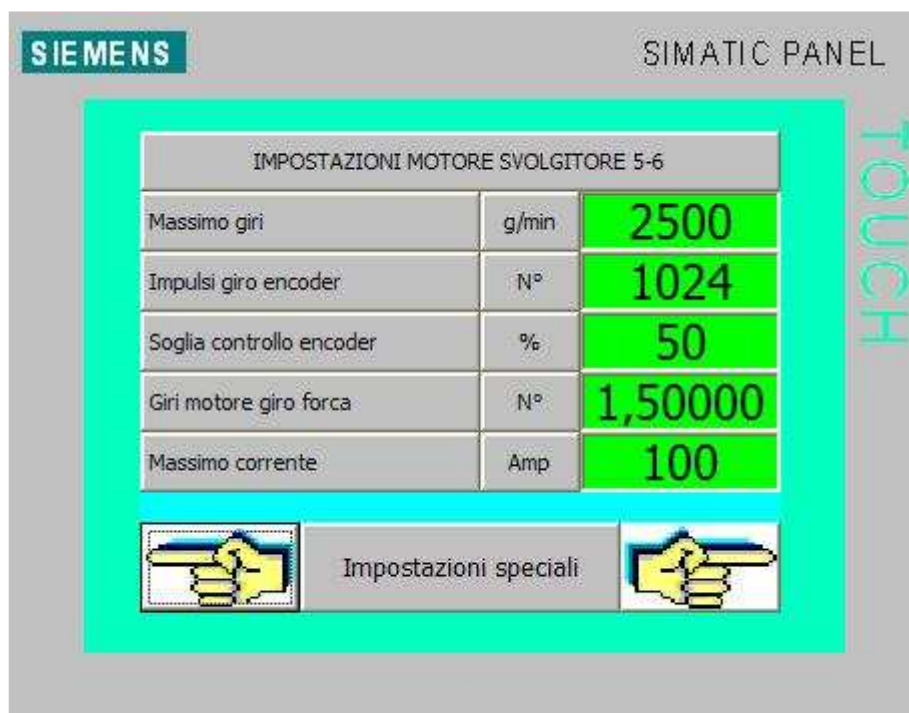 SIEMENS
SIMATIC PANEL
TOUCH
IMPOSTAZIONI MOTORE SVOLGITORE 5-6
Massimo giri g/min 2500
Impulsi giro encoder N° 1024
Soglia controllo encoder % 50
Giri motore giro forca N° 1,50000
Massimo corrente Amp 100
Impostazioni speciali